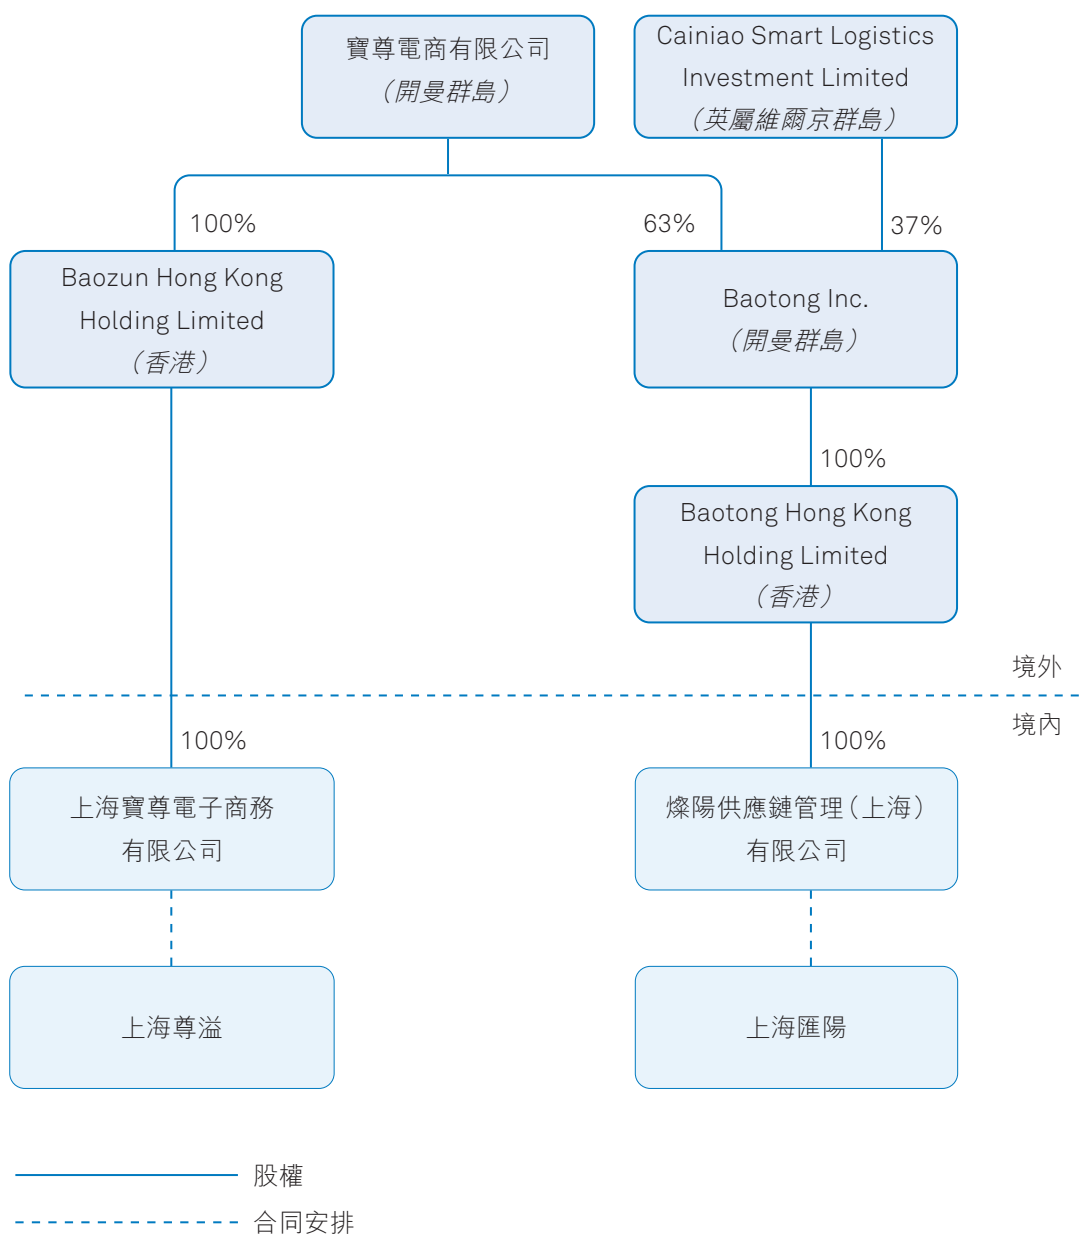 寶尊電商有限公司
（開曼群島）
Cainiao Smart Logistics
Investment Limited
（英屬維爾京群島）
100%
63%
37%
Baozun Hong Kong
Holding Limited
（香港）
Baotong Inc.
（開曼群島）
100%
Baotong Hong Kong
Holding Limited
（香港）
境外
境內
100%
100%
上海寶尊電子商務
有限公司
燦陽供應鏈管理（上海）
有限公司
上海尊溢
上海匯陽
股權
合同安排